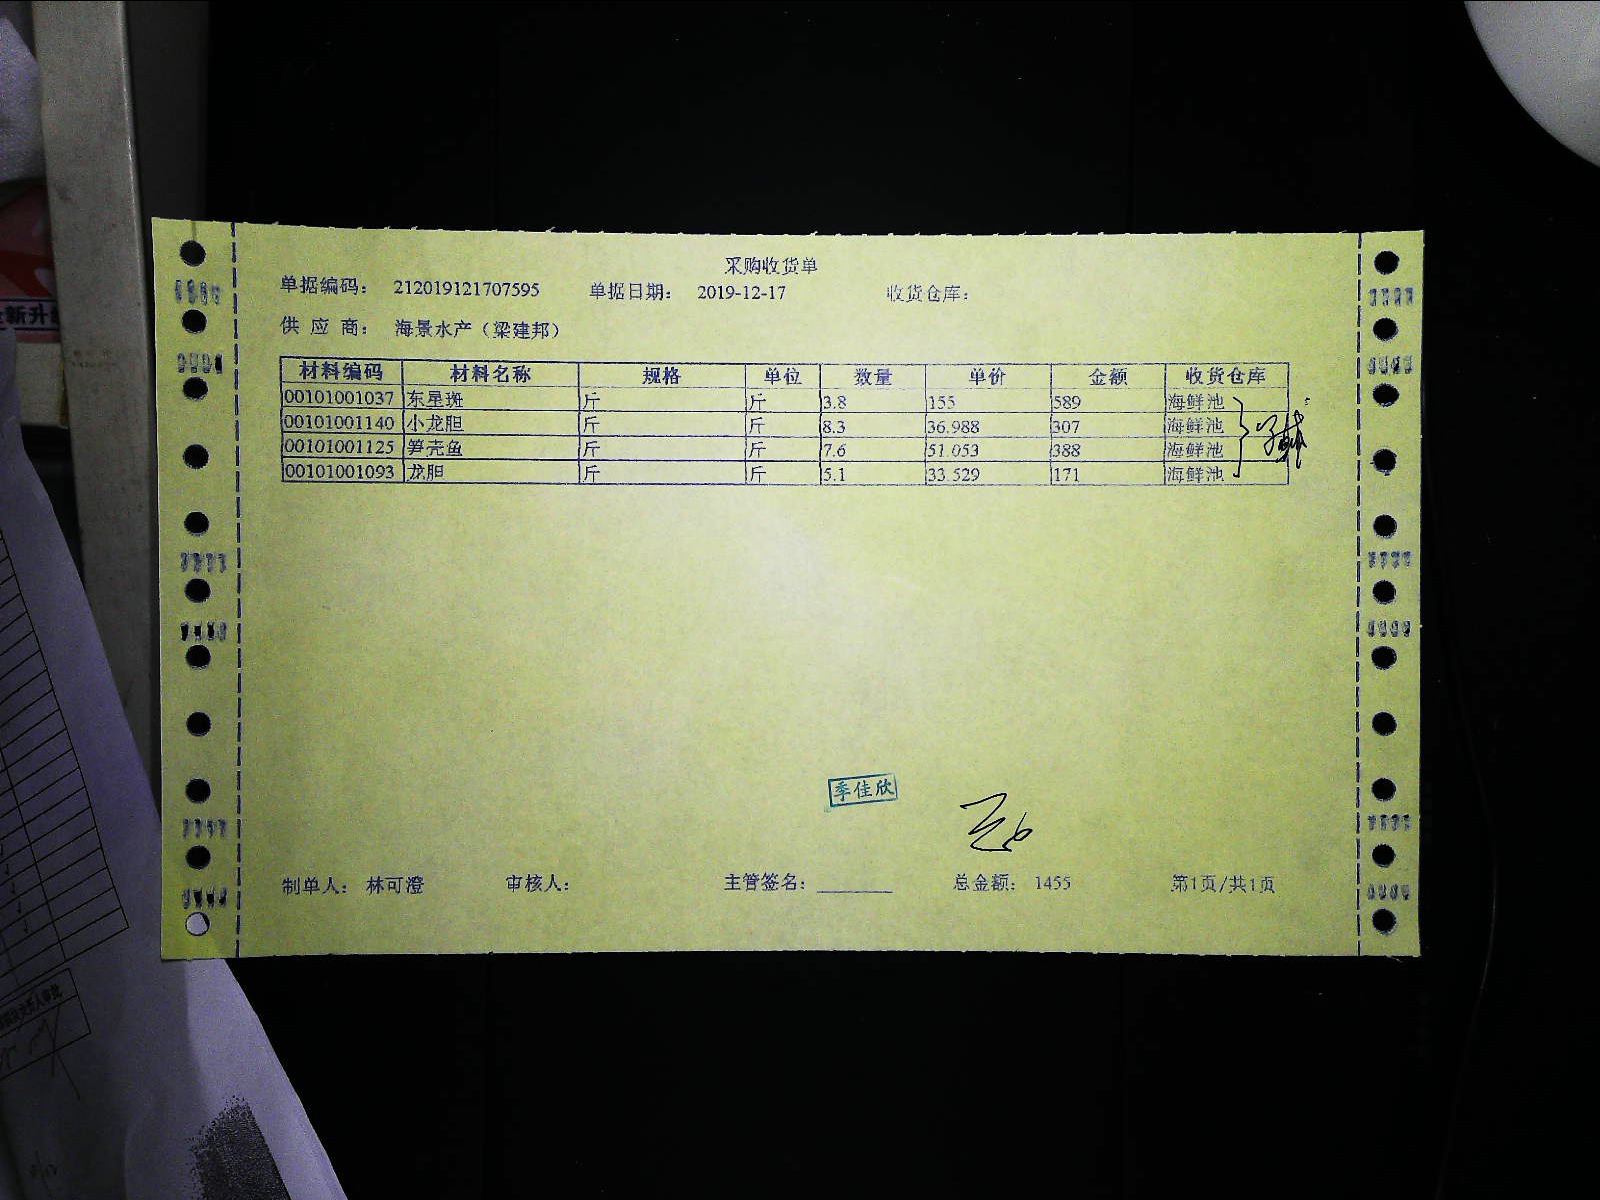 采购收货单
单据编码: 212019121707595 单据日期: 2019-12-17 收货仓库:
供 应 商: 海景水产（梁建邦）
材料编码 材料名称 规格 单位 数量 单价 金额 收货仓库
00101001037 东星斑 斤 斤 3.8 155 589 海鲜池
00101001140 小龙胆 斤 斤 8.3 36.988 307 海鲜池
00101001125 笋壳鱼 斤 斤 7.6 51.053 388 海鲜池
00101001093 龙胆 斤 斤 5.1 33.529 171 海鲜池
季佳欣
制单人: 林可澄 审核人: 主管签名: ________ 总金额: 1455 第1页/共1页